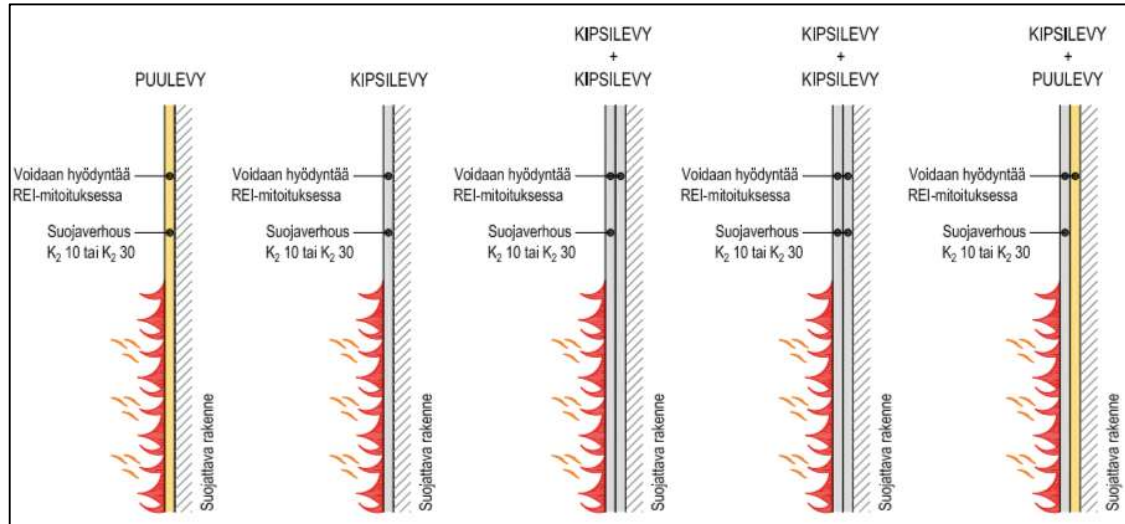 PUULEVY
Voidaan hyödyntää
REI-mitoituksessa
Suojaverhous
K₂ 10 tai K₂ 30
Suojattava rakenne
KIPSILEVY
Voidaan hyödyntää
REI-mitoituksessa
Suojaverhous
K₂ 10 tai K₂ 30
Suojattava rakenne
KIPSILEVY
+
KIPSILEVY
Voidaan hyödyntää
REI-mitoituksessa
Suojaverhous
K₂ 10 tai K₂ 30
Suojattava rakenne
KIPSILEVY
+
KIPSILEVY
Voidaan hyödyntää
REI-mitoituksessa
Suojaverhous
K₂ 10 tai K₂ 30
Suojattava rakenne
KIPSILEVY
+
PUULEVY
Voidaan hyödyntää
REI-mitoituksessa
Suojaverhous
K₂ 10 tai K₂ 30
Suojattava rakenne